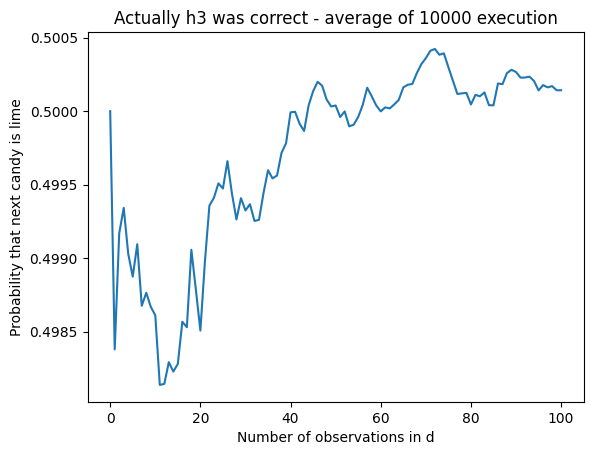 Actually h3 was correct - average of 10000 execution
Probability that next candy is lime
0.5005
0.5000
0.4995
0.4990
0.4985
0 20 40 60 80 100
Number of observations in d